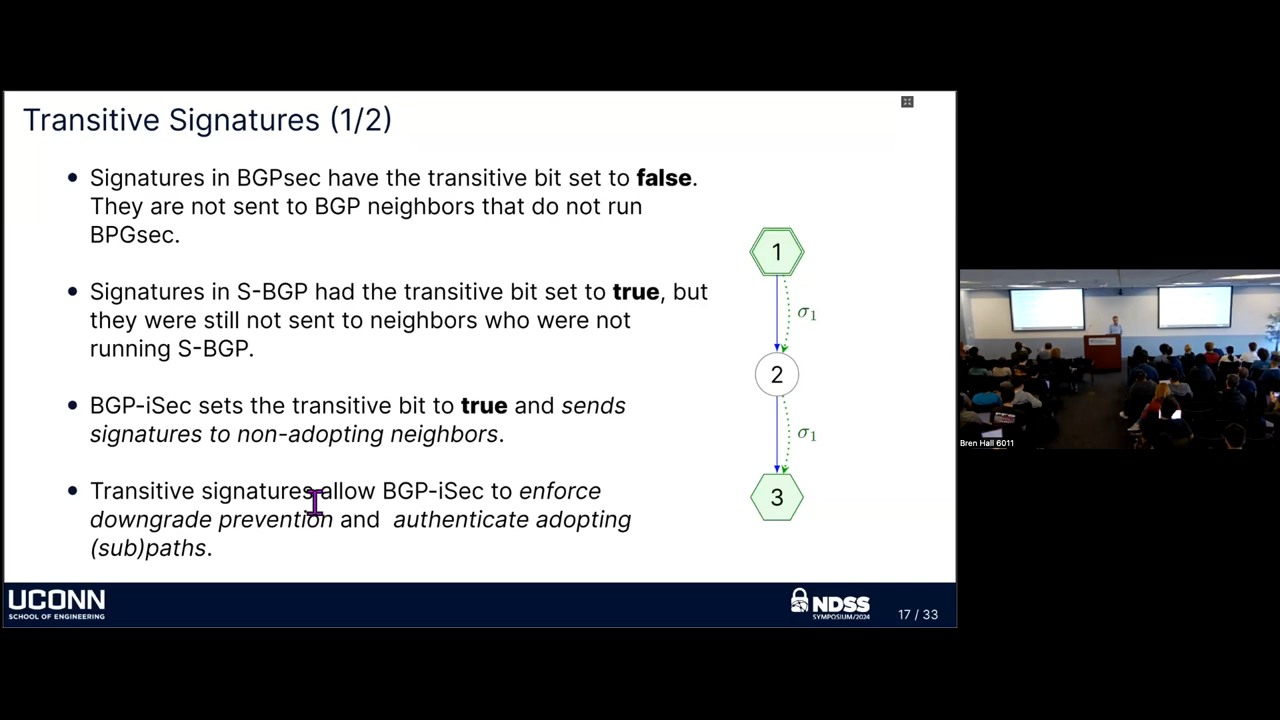 Transitive Signatures (1/2)
• Signatures in BGPsec have the transitive bit set to false.
They are not sent to BGP neighbors that do not run
BPGsec.
• Signatures in S-BGP had the transitive bit set to true, but
they were still not sent to neighbors who were not
running S-BGP.
• BGP-iSec sets the transitive bit to true and sends
signatures to non-adopting neighbors.
• Transitive signatures allow BGP-iSec to enforce
downgrade prevention and authenticate adopting
(sub)paths.
1
σ1
2
σ1
3
UCONN
SCHOOL OF ENGINEERING
NDSS
SYMPOSIUM/2024
17 / 33
Bren Hall 6011